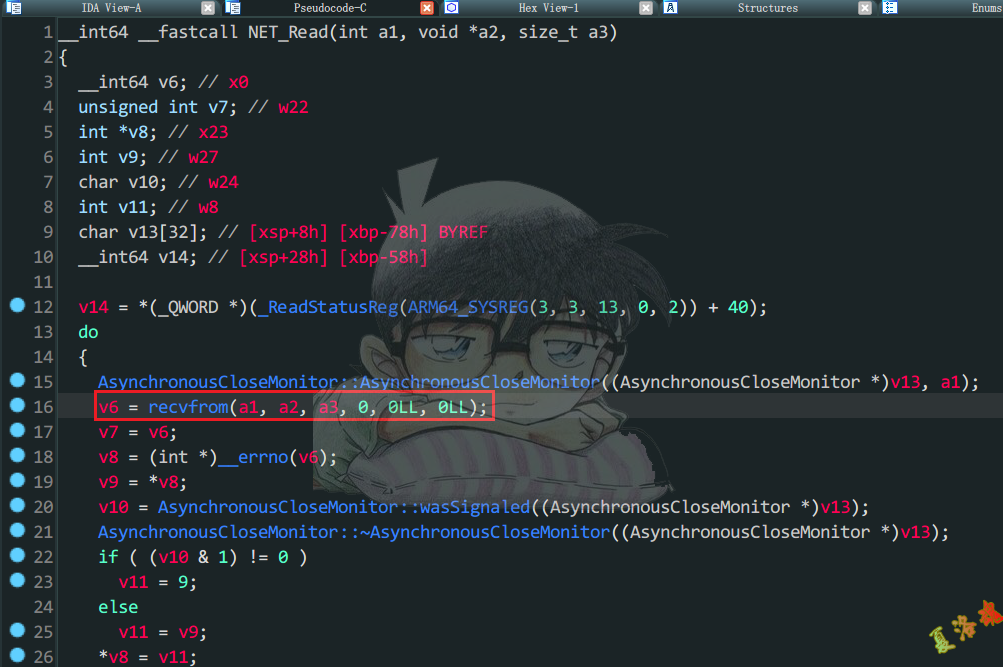 IDA View-A Pseudocode-C Hex View-1 Structures Enums
1 __int64 __fastcall NET_Read(int a1, void *a2, size_t a3)
2 {
3 __int64 v6; // x0
4 unsigned int v7; // w22
5 int *v8; // x23
6 int v9; // w27
7 char v10; // w24
8 int v11; // w8
9 char v13[32]; // [xsp+8h] [xbp-78h] BYREF
10 __int64 v14; // [xsp+28h] [xbp-58h]
11
12 v14 = *(_QWORD *)(_ReadStatusReg(ARM64_SYSREG(3, 3, 13, 0, 2)) + 40);
13 do
14 {
15 AsynchronousCloseMonitor::AsynchronousCloseMonitor((AsynchronousCloseMonitor *)v13, a1);
16 v6 = recvfrom(a1, a2, a3, 0, 0LL, 0LL);
17 v7 = v6;
18 v8 = (int *)__errno(v6);
19 v9 = *v8;
20 v10 = AsynchronousCloseMonitor::wasSignaled((AsynchronousCloseMonitor *)v13);
21 AsynchronousCloseMonitor::~AsynchronousCloseMonitor((AsynchronousCloseMonitor *)v13);
22 if ( (v10 & 1) != 0 )
23 v11 = 9;
24 else
25 v11 = v9;
26 *v8 = v11;